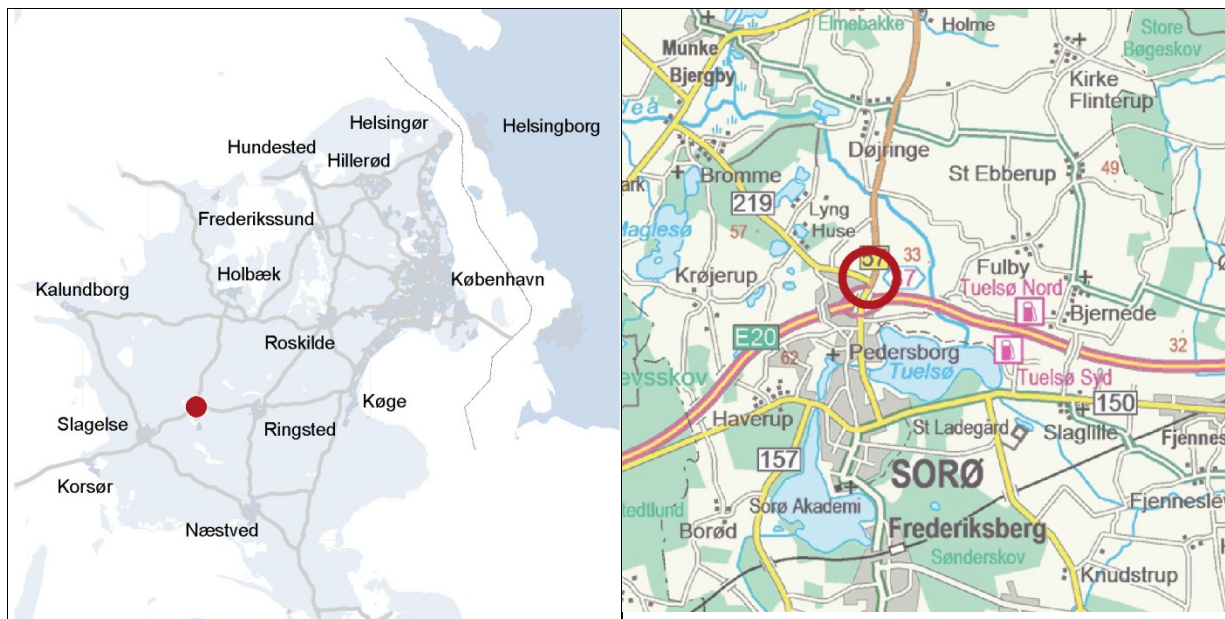 Helsingør
Helsingborg
Hundested
Hillerød
Frederikssund
Holbæk
København
Kalundborg
Roskilde
Køge
Slagelse
Ringsted
Korsør
Næstved
Elmebakke
Holme
Store
Bøgeskov
Munke
Bjergby
Kirke
Flinterup
Døjringe
St Ebberup
49
Bromme
219
Lyng
Huse
57
Maglesø
57
33
7
Krøjerup
Fulby
Tuelsø Nord
Bjernede
E20
62
Pedersborg
Tuelsø
32
Tuelsø Syd
Haverup
150
St Ladegård
Slaglille
157
SORØ
Sorø Akademi
Fjenneslev
Borød
Frederiksberg
Sønderskov
Knudstrup